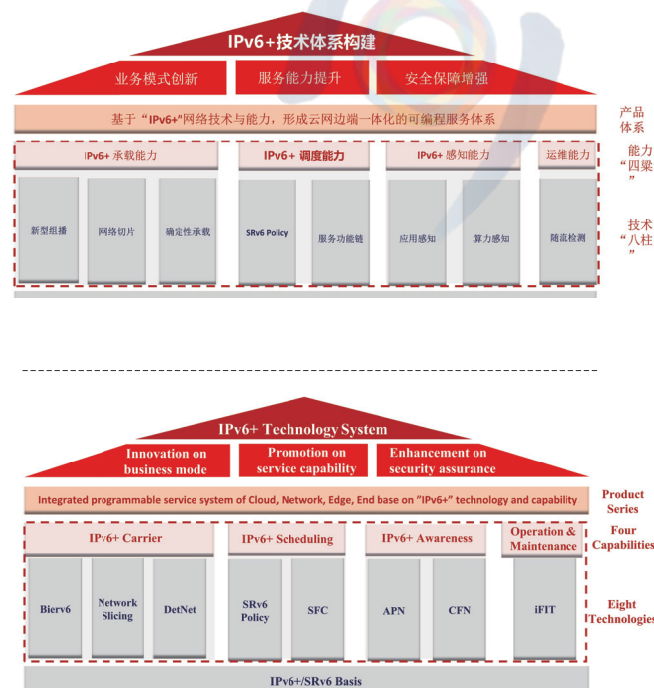 IPv6+技术体系构建
业务模式创新
服务能力提升
安全保障增强
基于“IPv6+”网络技术与能力，形成云网边端一体化的可编程服务体系
产品
体系
IPv6+ 承载能力
IPv6+ 调度能力
IPv6+ 感知能力
运维能力
能力
“四梁
”
新型组播
网络切片
确定性承载
SRv6 Policy
服务功能链
应用感知
算力感知
随流检测
技术
“八柱
”
IPv6+ Technology System
Innovation on
business mode
Promotion on
service capability
Enhancement on
security assurance
Integrated programmable service system of Cloud, Network, Edge, End base on "IPv6+" technology and capability
Product
Series
IPv6+ Carrier
IPv6+ Scheduling
IPv6+ Awareness
Operation &
Maintenance
Four
Capabilities
Bierv6
Network
Slicing
DetNet
SRv6
Policy
SFC
APN
CFN
iFIT
Eight
Technologies
IPv6+/SRv6 Basis